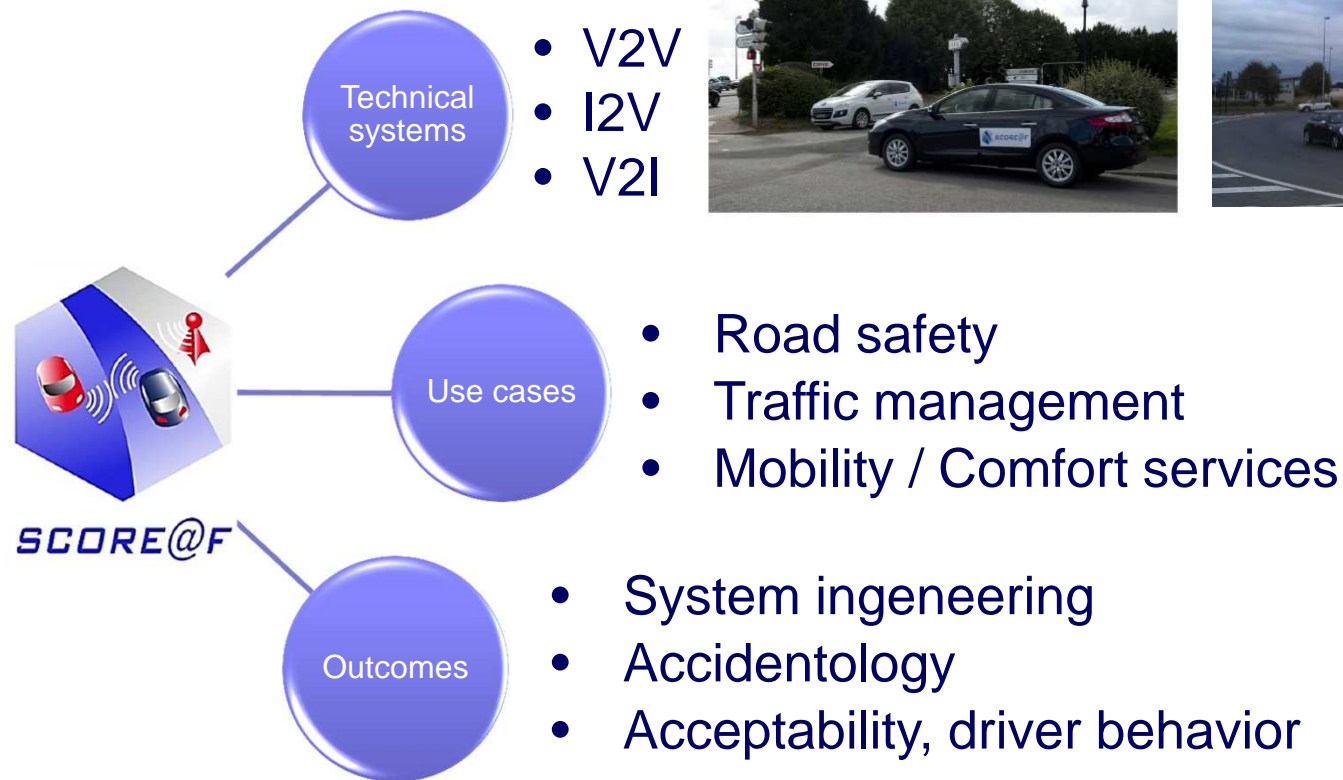 Technical
systems
• V2V
• I2V
• V2I
SCORE@F
Use cases
• Road safety
• Traffic management
• Mobility / Comfort services
SCORE@F
Outcomes
• System ingeneering
• Accidentology
• Acceptability, driver behavior